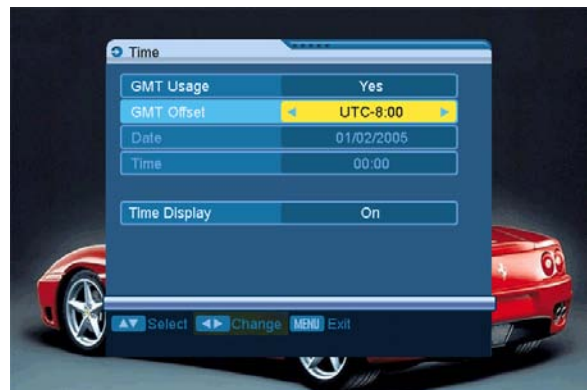 Time
GMT Usage Yes
GMT Offset UTC-8:00
Date 01/02/2005
Time 00:00
Time Display On
Select Change MENU Exit